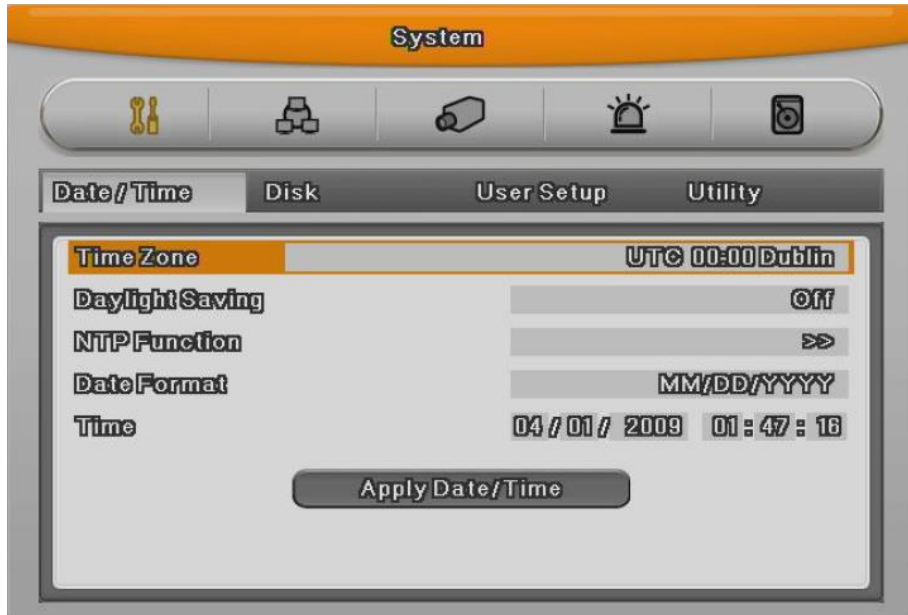 System
Date / Time Disk User Setup Utility
Time Zone UTC 00:00 Dublin
Daylight Saving Off
NTP Function >>
Date Format MM/DD/YYYY
Time 04 / 01 / 2009 01 : 47 : 16
Apply Date/Time